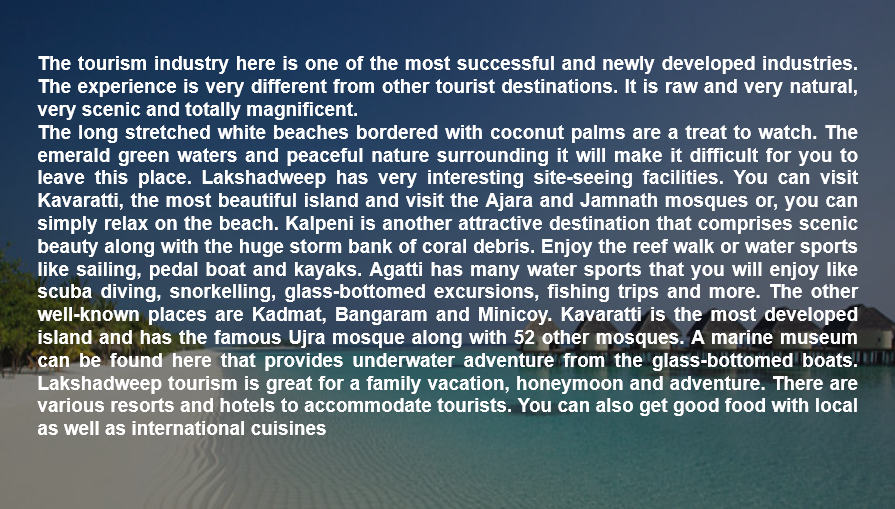 The tourism industry here is one of the most successful and newly developed industries.
The experience is very different from other tourist destinations. It is raw and very natural,
very scenic and totally magnificent.
The long stretched white beaches bordered with coconut palms are a treat to watch. The
emerald green waters and peaceful nature surrounding it will make it difficult for you to
leave this place. Lakshadweep has very interesting site-seeing facilities. You can visit
Kavaratti, the most beautiful island and visit the Ajara and Jamnath mosques or, you can
simply relax on the beach. Kalpeni is another attractive destination that comprises scenic
beauty along with the huge storm bank of coral debris. Enjoy the reef walk or water sports
like sailing, pedal boat and kayaks. Agatti has many water sports that you will enjoy like
scuba diving, snorkelling, glass-bottomed excursions, fishing trips and more. The other
well-known places are Kadmat, Bangaram and Minicoy. Kavaratti is the most developed
island and has the famous Ujra mosque along with 52 other mosques. A marine museum
can be found here that provides underwater adventure from the glass-bottomed boats.
Lakshadweep tourism is great for a family vacation, honeymoon and adventure. There are
various resorts and hotels to accommodate tourists. You can also get good food with local
as well as international cuisines